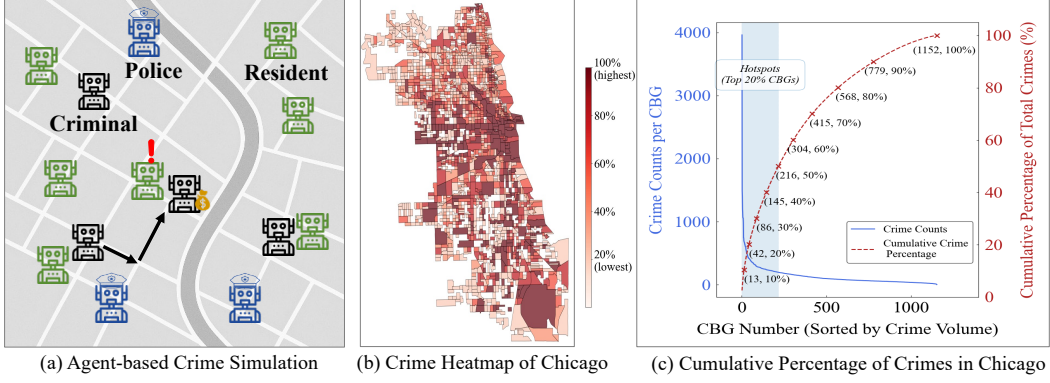 Police
Resident
Criminal
(a) Agent-based Crime Simulation
100%
(highest)
80%
60%
40%
20%
(lowest)
(b) Crime Heatmap of Chicago
Crime Counts per CBG
4000
3000
2000
1000
0
Hotspots
(Top 20% CBGs)
(1152, 100%)
(779, 90%)
(568, 80%)
(415, 70%)
(304, 60%)
(216, 50%)
(145, 40%)
(86, 30%)
(42, 20%)
(13, 10%)
Crime Counts
Cumulative Crime
Percentage
100
80
60
40
20
0
Cumulative Percentage of Total Crimes (%)
0 500 1000
CBG Number (Sorted by Crime Volume)
(c) Cumulative Percentage of Crimes in Chicago